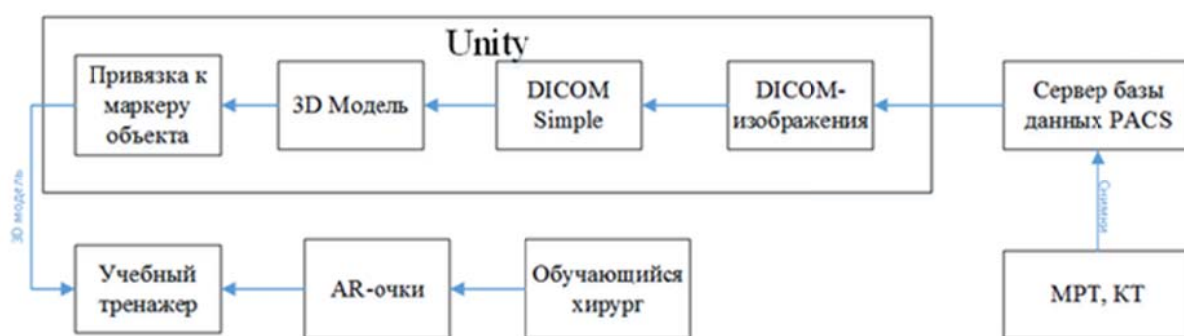 Unity
Привязка к
маркеру
объекта
3D Модель
DICOM
Simple
DICOM-
изображения
Сервер базы
данных PACS
3D модель
Снимки
Учебный
тренажер
AR-очки
Обучающийся
хирург
МРТ, КТ